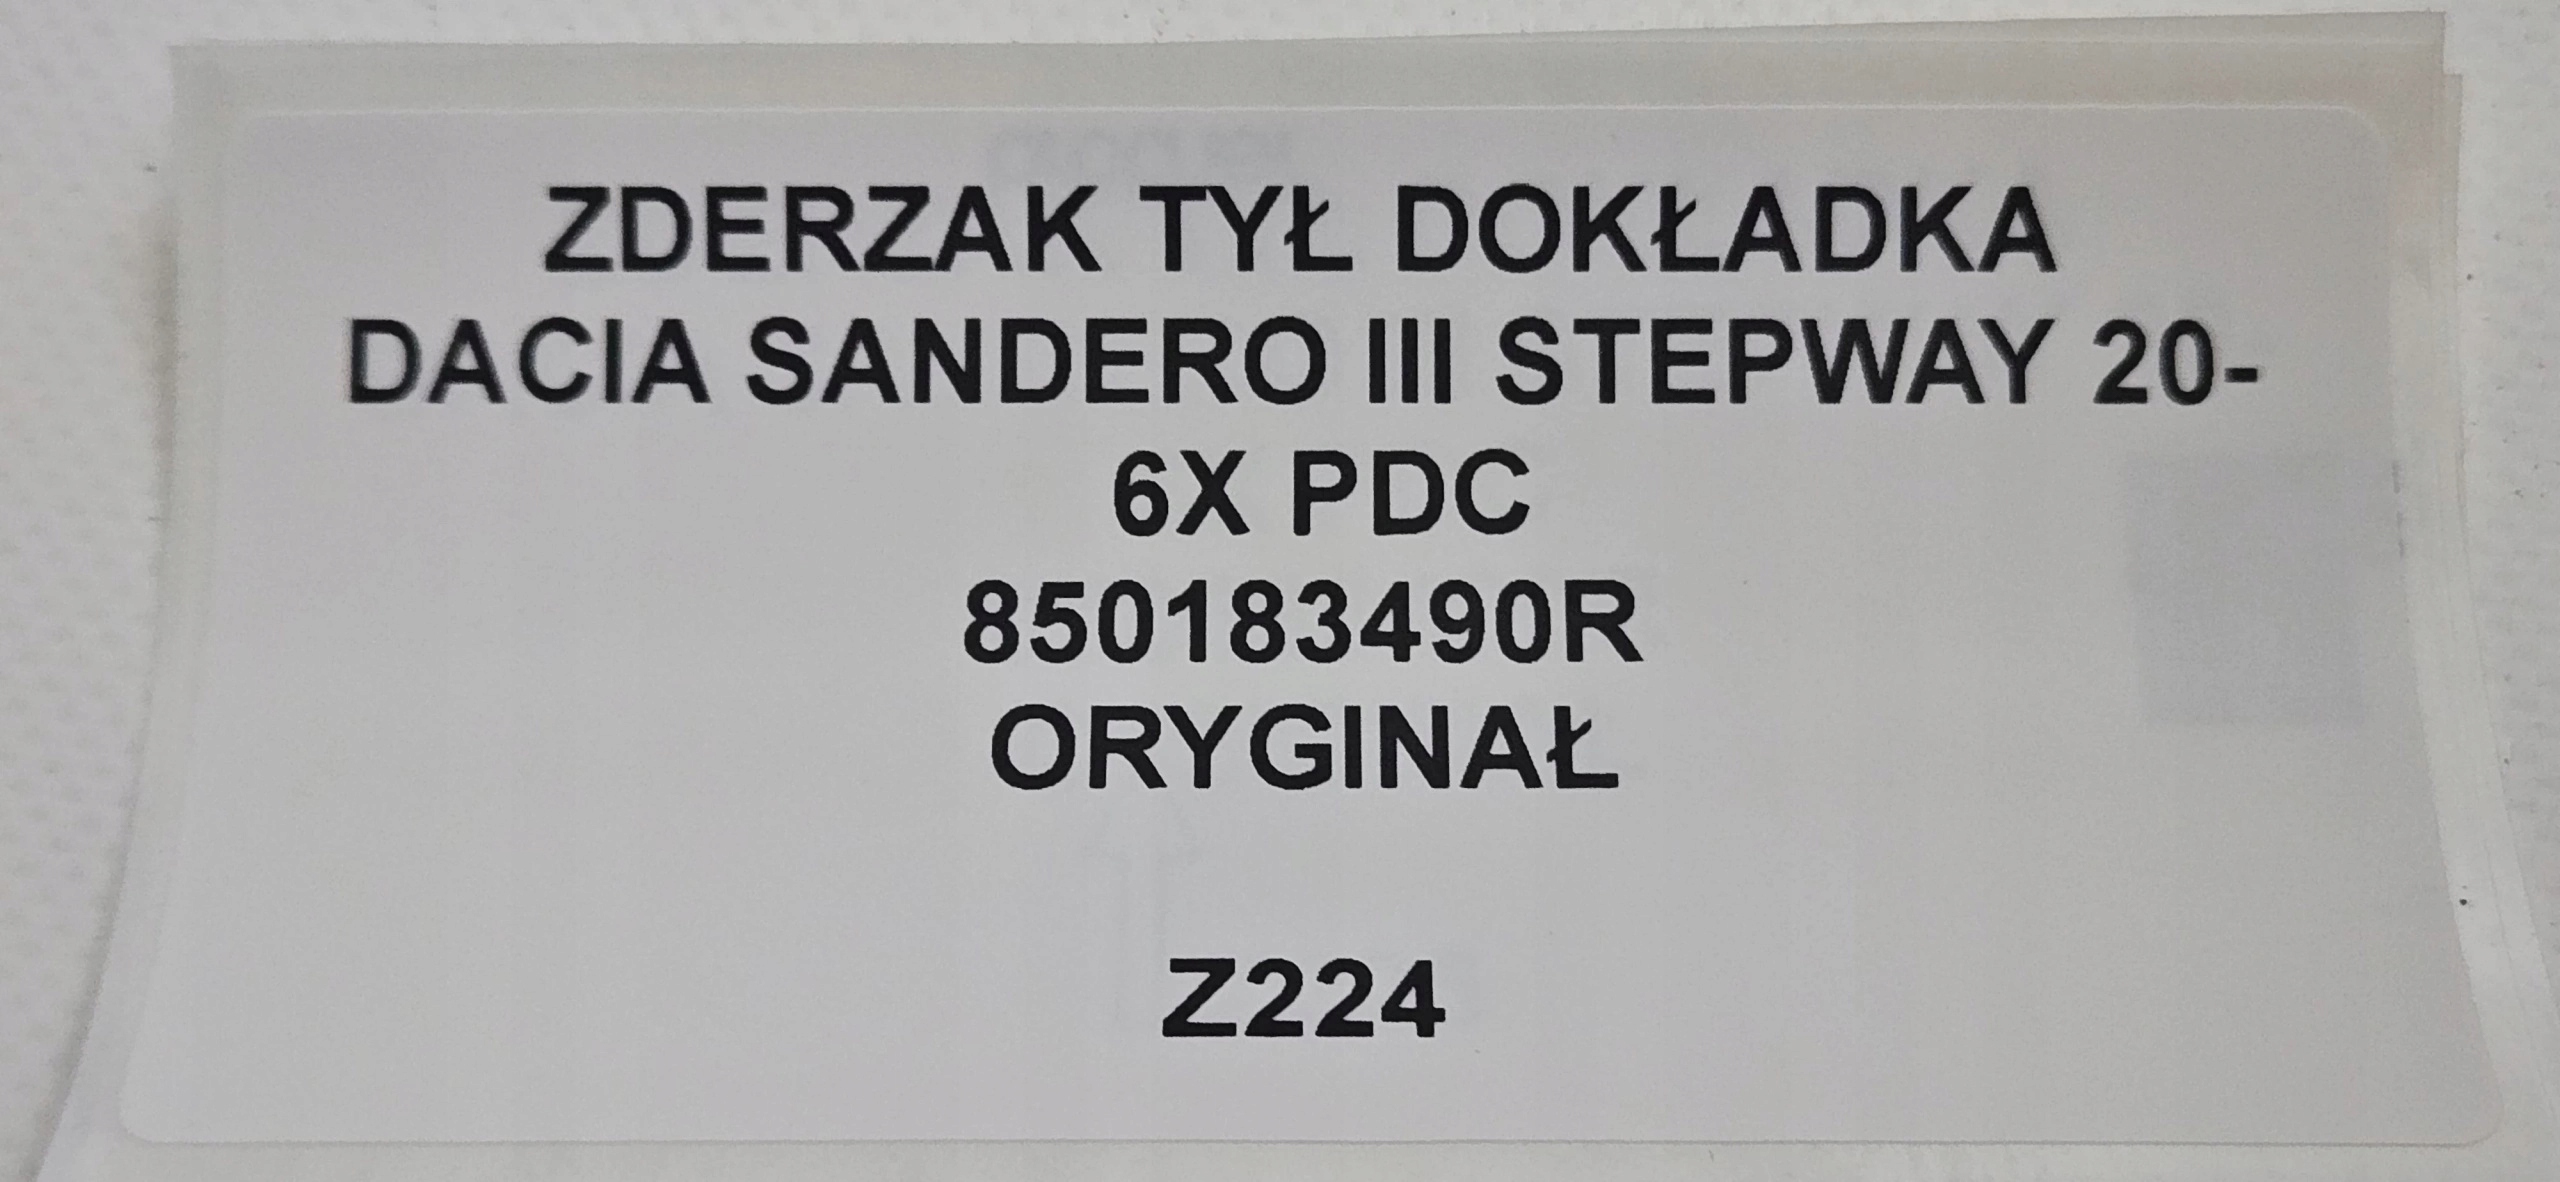 ZDERZAK TYŁ DOKŁADKA
DACIA SANDERO III STEPWAY 20-
6X PDC
850183490R
ORYGINAŁ
Z224